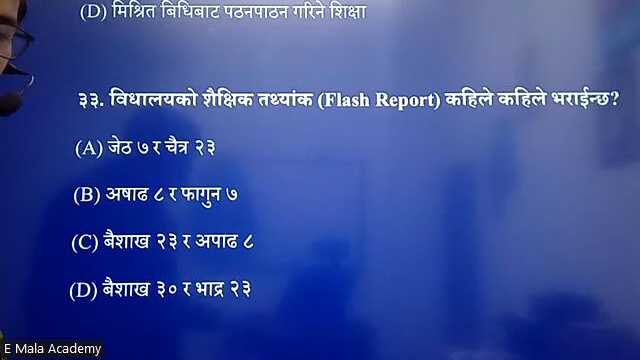 (D) मिश्रित बिधिबाट पठनपाठन गरिने शिक्षा
३३. विधालयको शैक्षिक तथ्यांक (Flash Report) कहिले कहिले भराईन्छ?
(A) जेठ ७ र चैत्र २३
(B) अषाढ ८ र फागुन ७
(C) बैशाख २३ र अपाढ ८
(D) बैशाख ३० र भाद्र २३
E Mala Academy